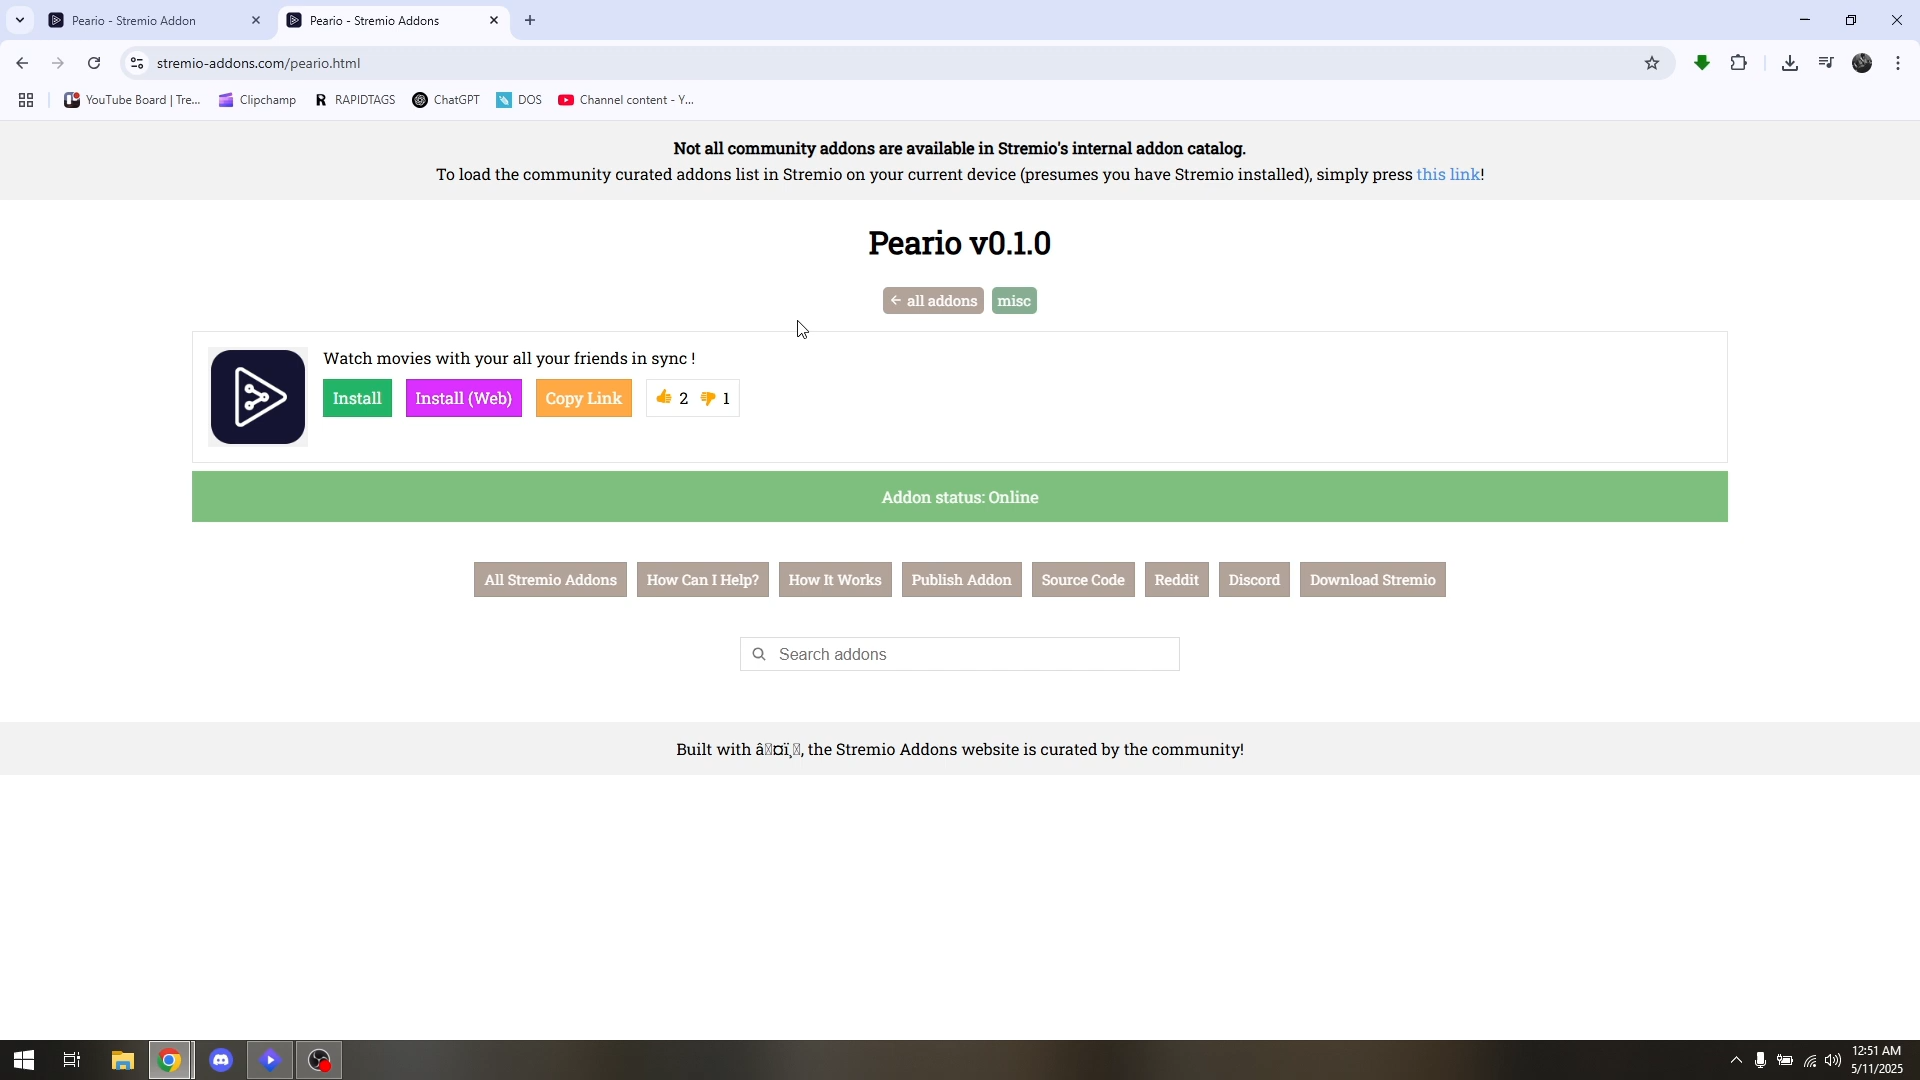 Peario - Stremio Addon
Peario - Stremio Addons
stremio-addons.com/peario.html
YouTube Board | Tre...
Clipchamp
RAPIDTAGS
ChatGPT
DOS
Channel content - Y...
Not all community addons are available in Stremio's internal addon catalog.
To load the community curated addons list in Stremio on your current device (presumes you have Stremio installed), simply press this link!
Peario v0.1.0
← all addons
misc
Watch movies with your all your friends in sync !
Install
Install (Web)
Copy Link
👍 2 👎 1
Addon status: Online
All Stremio Addons
How Can I Help?
How It Works
Publish Addon
Source Code
Reddit
Discord
Download Stremio
Search addons
Built with , the Stremio Addons website is curated by the community!
12:51 AM
5/11/2025